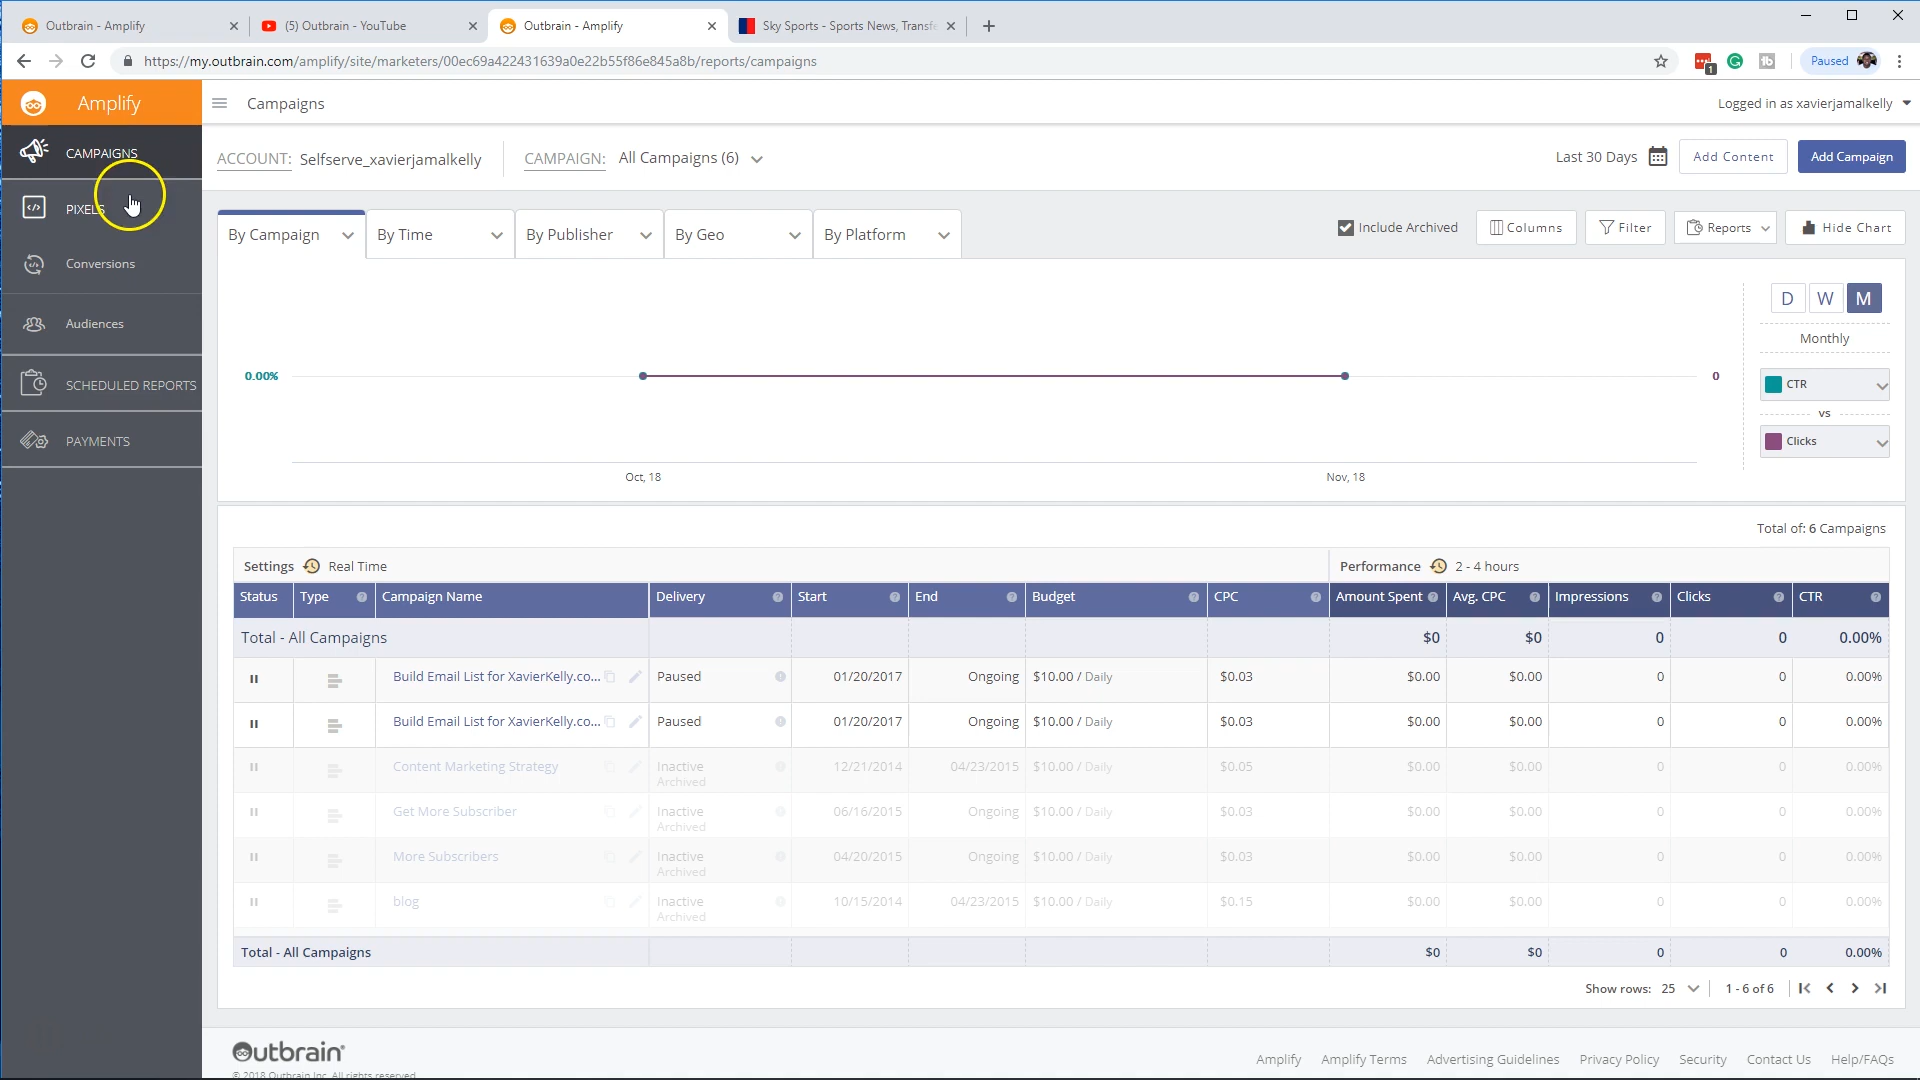 Outbrain - Amplify
(5) Outbrain - YouTube
Outbrain - Amplify
Sky Sports - Sports News, Transfe
https://my.outbrain.com/amplify/site/marketers/00ec69a422431639a0e22b55f86e845a8b/reports/campaigns
1
Paused
Amplify
Campaigns
Logged in as xavierjamalkelly
CAMPAIGNS
PIXELS
Conversions
Audiences
SCHEDULED REPORTS
PAYMENTS
ACCOUNT: Selfserve_xavierjamalkelly
CAMPAIGN: All Campaigns (6)
Last 30 Days
Add Content
Add Campaign
By Campaign
By Time
By Publisher
By Geo
By Platform
Include Archived
Columns
Filter
Reports
Hide Chart
D W M
Monthly
CTR
vs
Clicks
0.00%
0
Oct, 18
Nov, 18
Total of: 6 Campaigns
Settings Real Time
Performance 2 - 4 hours
Status Type Campaign Name Delivery Start End Budget CPC Amount Spent Avg. CPC Impressions Clicks CTR
Total - All Campaigns $0 $0 0 0 0.00%
Build Email List for XavierKelly.co... Paused 01/20/2017 Ongoing $10.00 / Daily $0.03 $0.00 $0.00 0 0 0.00%
Build Email List for XavierKelly.co... Paused 01/20/2017 Ongoing $10.00 / Daily $0.03 $0.00 $0.00 0 0 0.00%
Content Marketing Strategy Inactive 12/21/2014 04/23/2015 $10.00 / Daily $0.05 $0.00 $0.00 0 0 0.00%
Archived
Get More Subscriber Inactive 06/16/2015 Ongoing $10.00 / Daily $0.03 $0.00 $0.00 0 0 0.00%
Archived
More Subscribers Inactive 04/20/2015 Ongoing $10.00 / Daily $0.03 $0.00 $0.00 0 0 0.00%
Archived
blog Inactive 10/15/2014 04/23/2015 $10.00 / Daily $0.15 $0.00 $0.00 0 0 0.00%
Archived
Total - All Campaigns $0 $0 0 0 0.00%
Show rows: 25 1 - 6 of 6
Outbrain
© 2018 Outbrain Inc. All rights reserved
Amplify Amplify Terms Advertising Guidelines Privacy Policy Security Contact Us Help/FAQs